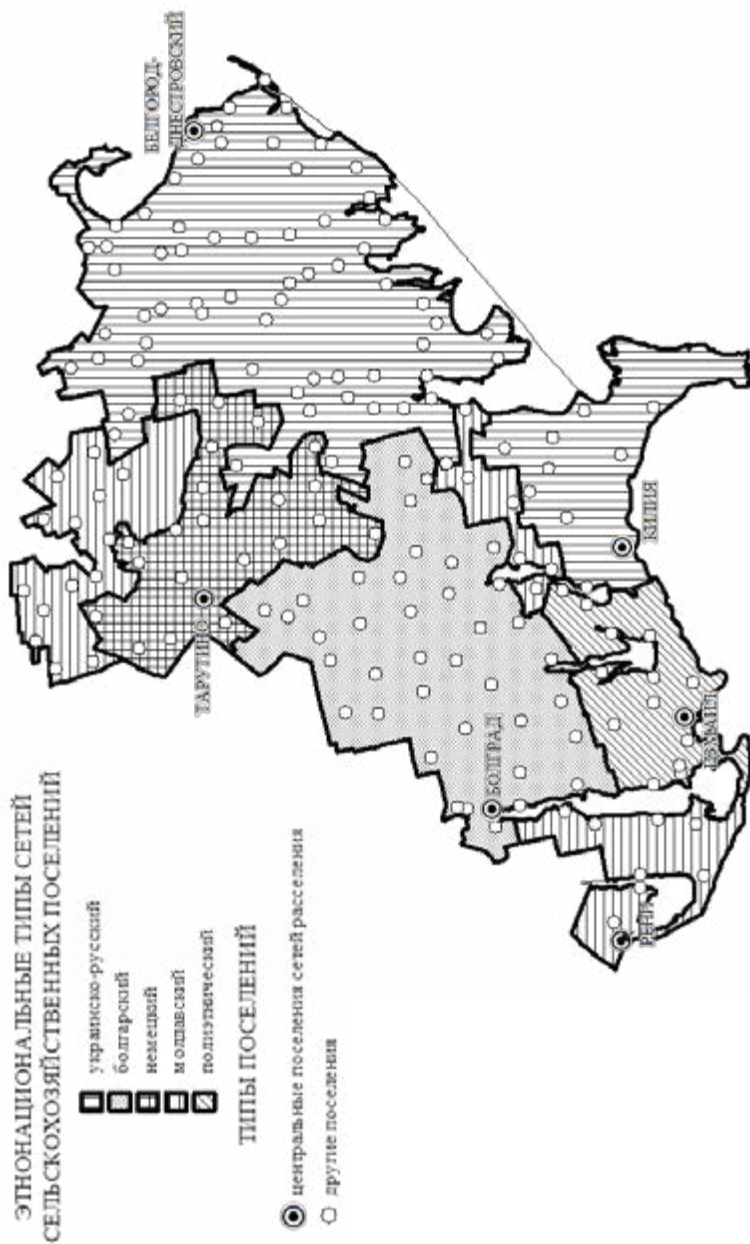 ЭТНОНАЦИОНАЛЬНЫЕ ТИПЫ СЕТЕЙ
СЕЛЬСКОХОЗЯЙСТВЕННЫХ ПОСЕЛЕНИЙ
украинско-русский
болгарский
немецкий
молдавский
полиэтнический
ТИПЫ ПОСЕЛЕНИЙ
центральные поселения сетей расселения
другие поселения
БЕЛГОРОД-
ДНЕСТРОВСКИЙ
ТАРУТИНО
БОЛГРАД
КИЛИЯ
ИЗМАИЛ
РЕНИ